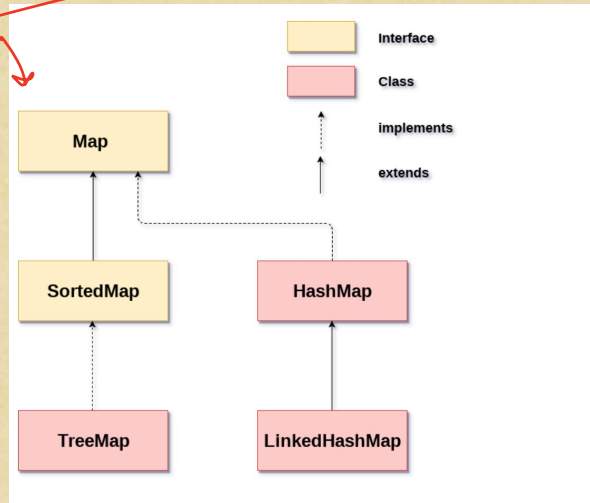 Interface
Class
implements
extends
Map
SortedMap
HashMap
TreeMap
LinkedHashMap